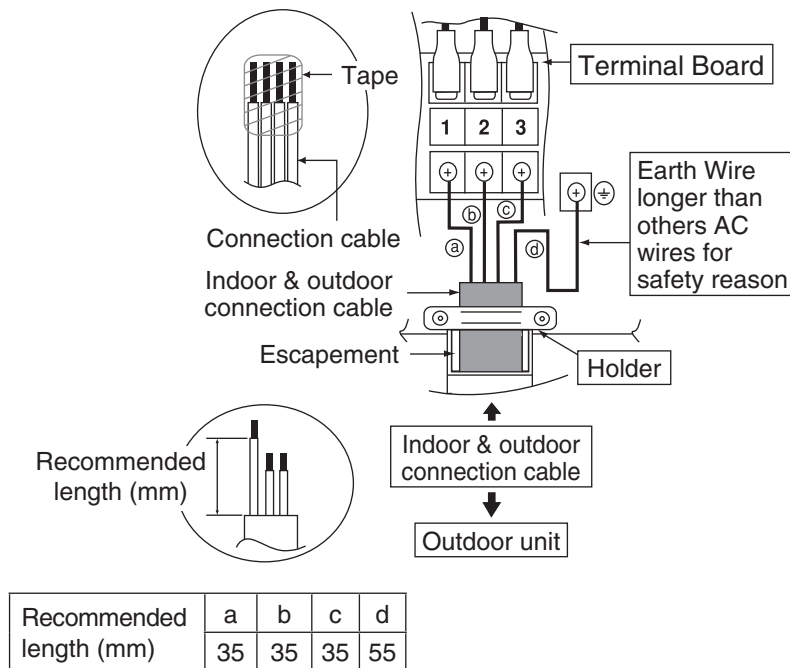 Tape
Connection cable
Terminal Board
1 2 3
ⓐ
ⓑ
ⓒ
ⓓ
Earth Wire
longer than
others AC
wires for
safety reason
Indoor & outdoor
connection cable
Escapement
Holder
Recommended
length (mm)
Indoor & outdoor
connection cable
Outdoor unit
Recommended length (mm) a b c d
35 35 35 55